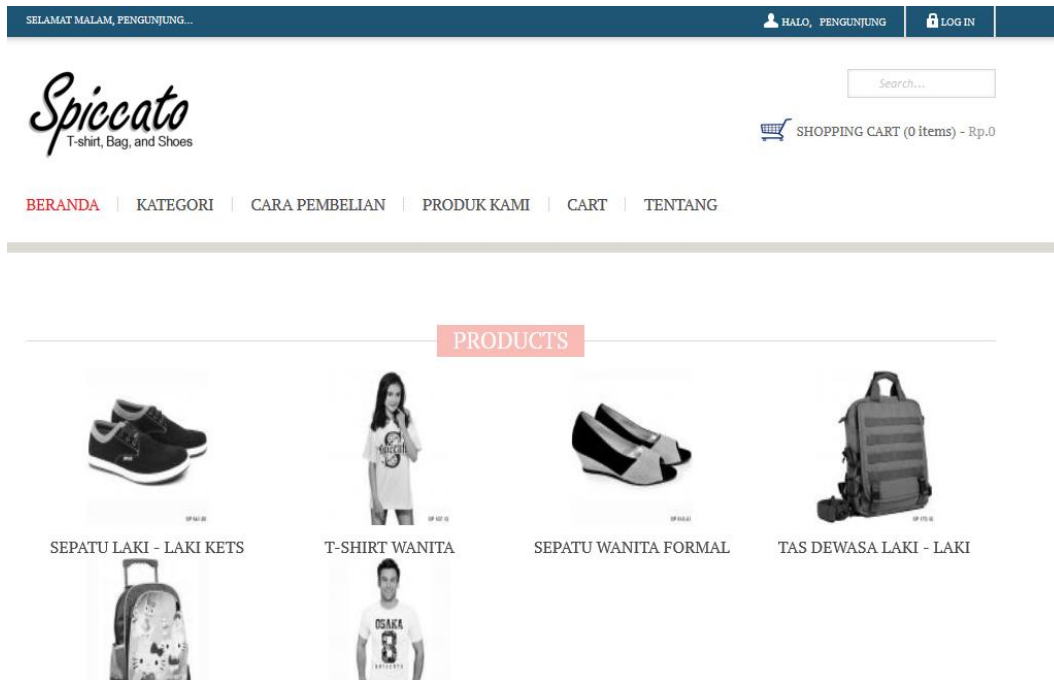 SELAMAT MALAM, PENGUNJUNG...
HALO, PENGUNJUNG
LOG IN
Spiccato
T-shirt, Bag, and Shoes
Search...
SHOPPING CART (0 items) - Rp.0
BERANDA
KATEGORI
CARA PEMBELIAN
PRODUK KAMI
CART
TENTANG
PRODUCTS
SEPATU LAKI - LAKI KETS
T-SHIRT WANITA
SEPATU WANITA FORMAL
TAS DEWASA LAKI - LAKI
OSAKA
8